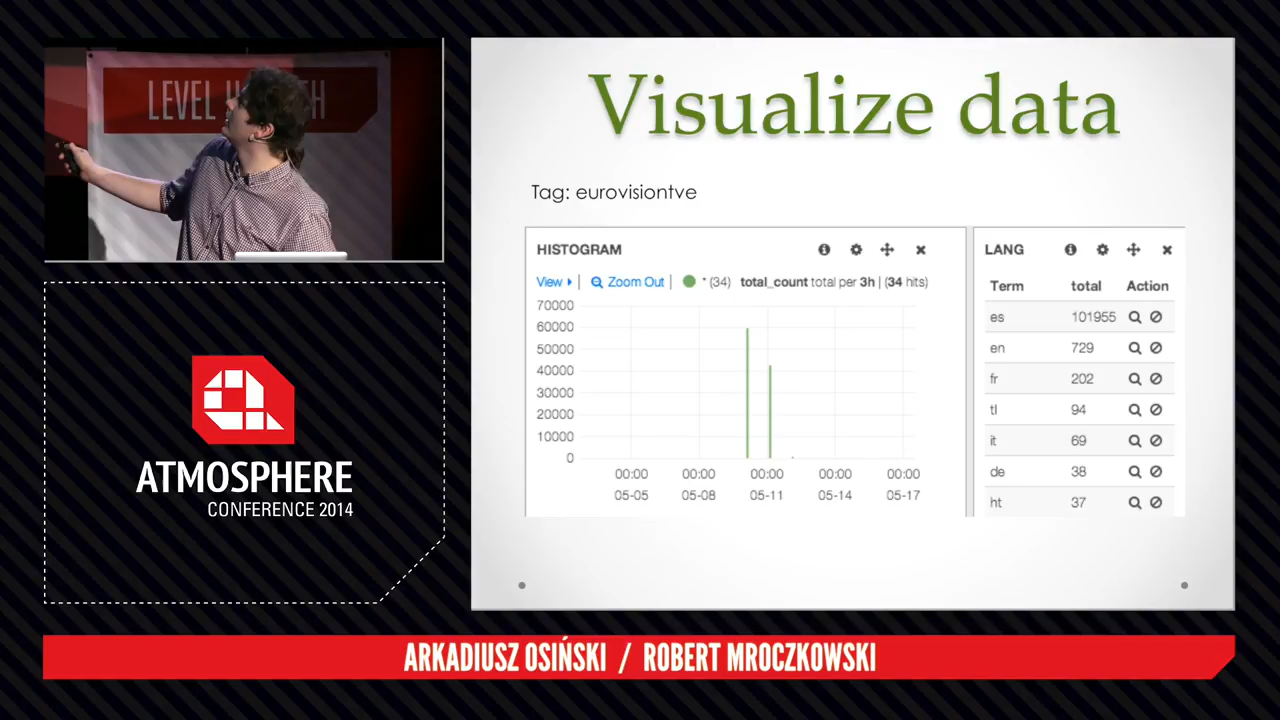 LEVEL H
TH
Visualize data
Tag: eurovisiontve
HISTOGRAM
View | Zoom Out | * (34) total_count total per 3h | (34 hits)
70000
60000
50000
40000
30000
20000
10000
0
00:00 00:00 00:00 00:00 00:00
05-05 05-08 05-11 05-14 05-17
LANG
Term total Action
es 101955
en 729
fr 202
tl 94
it 69
de 38
ht 37
ATMOSPHERE
CONFERENCE 2014
ARKADIUSZ OSIŃSKI / ROBERT MROCZKOWSKI